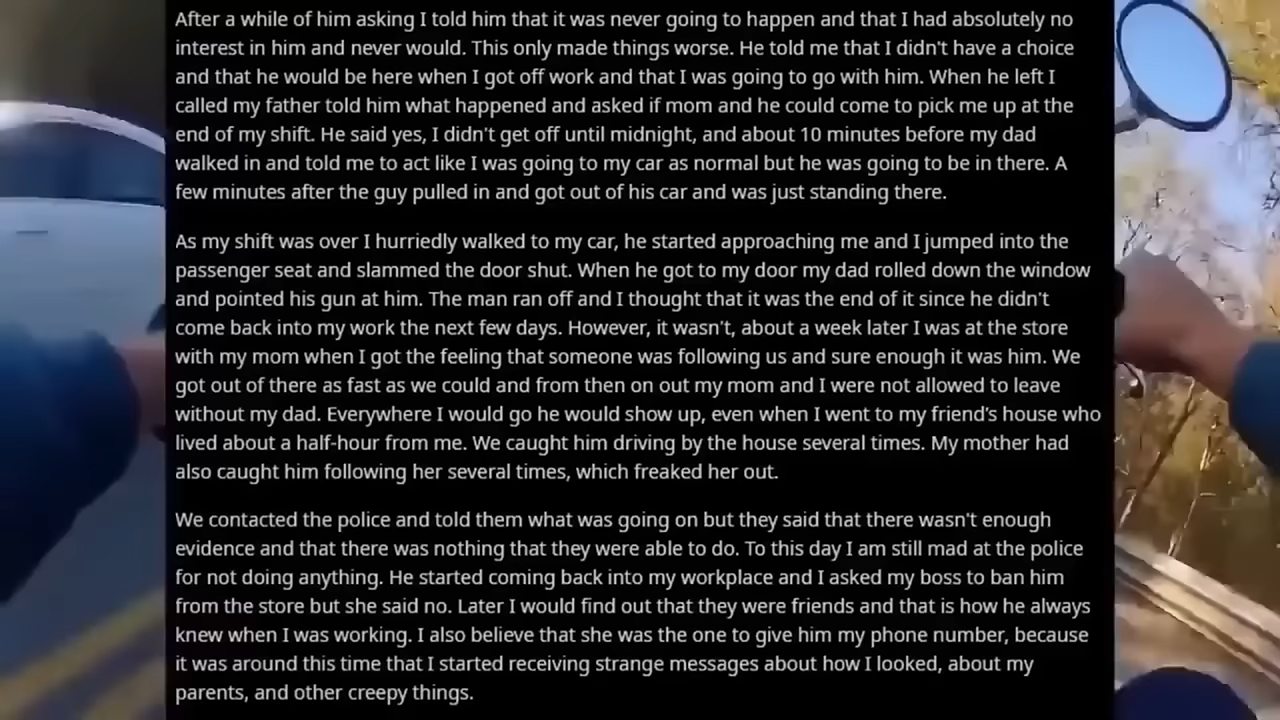 After a while of him asking I told him that it was never going to happen and that I had absolutely no
interest in him and never would. This only made things worse. He told me that I didn't have a choice
and that he would be here when I got off work and that I was going to go with him. When he left I
called my father told him what happened and asked if mom and he could come to pick me up at the
end of my shift. He said yes, I didn't get off until midnight, and about 10 minutes before my dad
walked in and told me to act like I was going to my car as normal but he was going to be in there. A
few minutes after the guy pulled in and got out of his car and was just standing there.
As my shift was over I hurriedly walked to my car, he started approaching me and I jumped into the
passenger seat and slammed the door shut. When he got to my door my dad rolled down the window
and pointed his gun at him. The man ran off and I thought that it was the end of it since he didn't
come back into my work the next few days. However, it wasn't, about a week later I was at the store
with my mom when I got the feeling that someone was following us and sure enough it was him. We
got out of there as fast as we could and from then on out my mom and I were not allowed to leave
without my dad. Everywhere I would go he would show up, even when I went to my friend's house who
lived about a half-hour from me. We caught him driving by the house several times. My mother had
also caught him following her several times, which freaked her out.
We contacted the police and told them what was going on but they said that there wasn't enough
evidence and that there was nothing that they were able to do. To this day I am still mad at the police
for not doing anything. He started coming back into my workplace and I asked my boss to ban him
from the store but she said no. Later I would find out that they were friends and that is how he always
knew when I was working. I also believe that she was the one to give him my phone number, because
it was around this time that I started receiving strange messages about how I looked, about my
parents, and other creepy things.